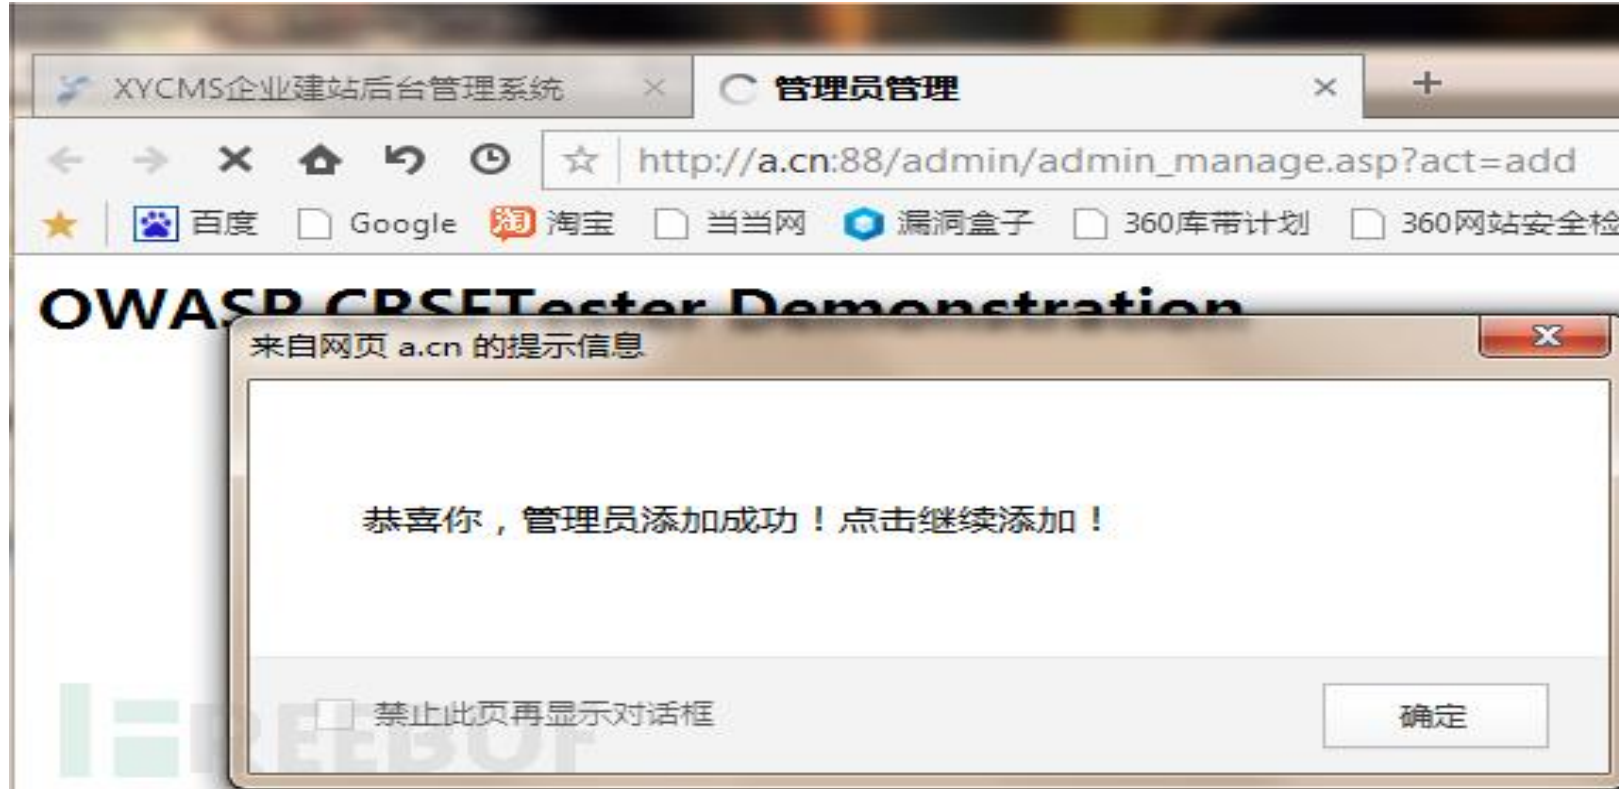 XYCMS企业建站后台管理系统
管理员管理
http://a.cn:88/admin/admin_manage.asp?act=add
百度 Google 淘宝 当当网 漏洞盒子 360库带计划 360网站安全检
OWASP CRSFTester Demonstration
来自网页 a.cn 的提示信息
恭喜你，管理员添加成功！点击继续添加！
禁止此页再显示对话框
确定
REEBUF